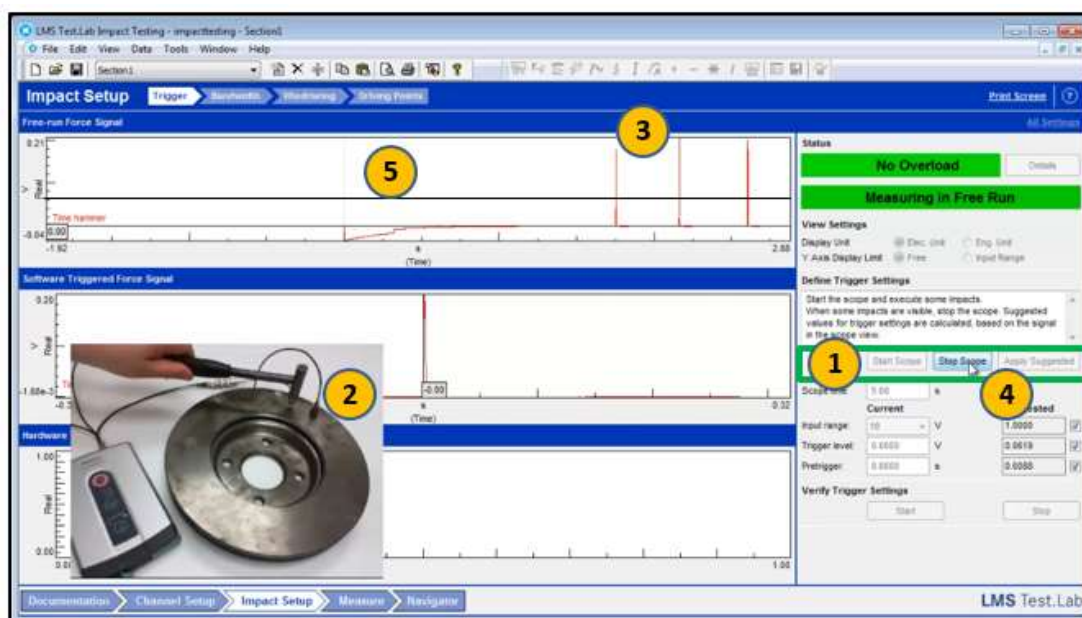 LMS Test.Lab Impact Testing - impacttesting - Section1
File Edit View Data Tools Window Help
Section1
Impact Setup Trigger Bandwidth Windowing Driving Points Print Screen
Free-run Force Signal All Settings
0.21
V
Real
Time hammer
0.00
-0.04
-1.92
s
2.88
(Time)
3
5
Software Triggered Force Signal
0.20
V
Real
-0.00
s
0.32
(Time)
2
Hardware
1.00
Real
0.00
1.00
Status
No Overload Details
Measuring in Free Run
View Settings
Display Unit Elec. Unit Eng. Unit
Y Axis Display Limit Free Input Range
Define Trigger Settings
Start the scope and execute some impacts.
When some impacts are visible, stop the scope. Suggested
values for trigger settings are calculated, based on the signal
in the scope view.
1 Start Scope Stop Scope Apply Suggested
4
5.00 s
Current
Input range: 10 V 1.0000
Trigger level: 0.0000 V 0.0619
Pretrigger: 0.0000 s
Verify Trigger Settings
Start Stop
Documentation Channel Setup Impact Setup Measure Navigator LMS Test.Lab